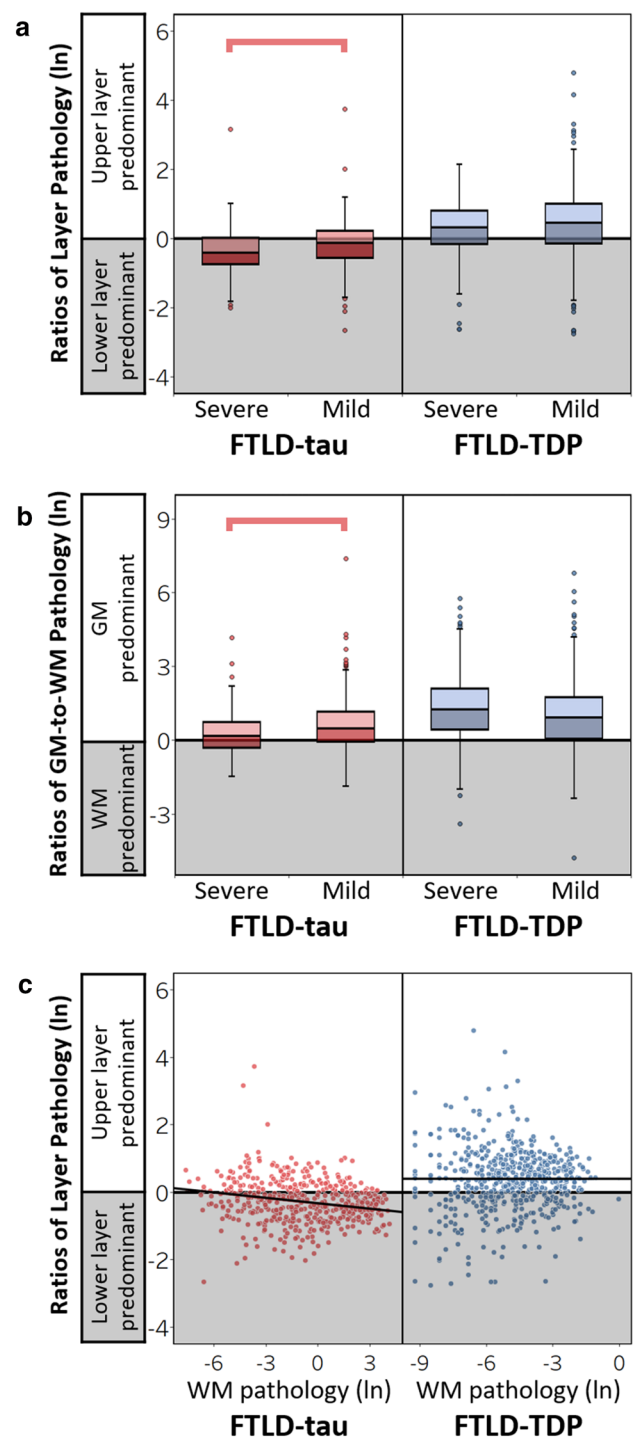 a
Ratios of Layer Pathology (ln)
Upper layer
predominant
Lower layer
predominant
6
4
2
0
-2
-4
Severe Mild Severe Mild
FTLD-tau FTLD-TDP
b
Ratios of GM-to-WM Pathology (ln)
GM
predominant
WM
predominant
9
6
3
0
-3
Severe Mild Severe Mild
FTLD-tau FTLD-TDP
c
Ratios of Layer Pathology (ln)
Upper layer
predominant
Lower layer
predominant
6
4
2
0
-2
-4
-6 -3 0 3 -9 -6 -3 0
WM pathology (ln) WM pathology (ln)
FTLD-tau FTLD-TDP